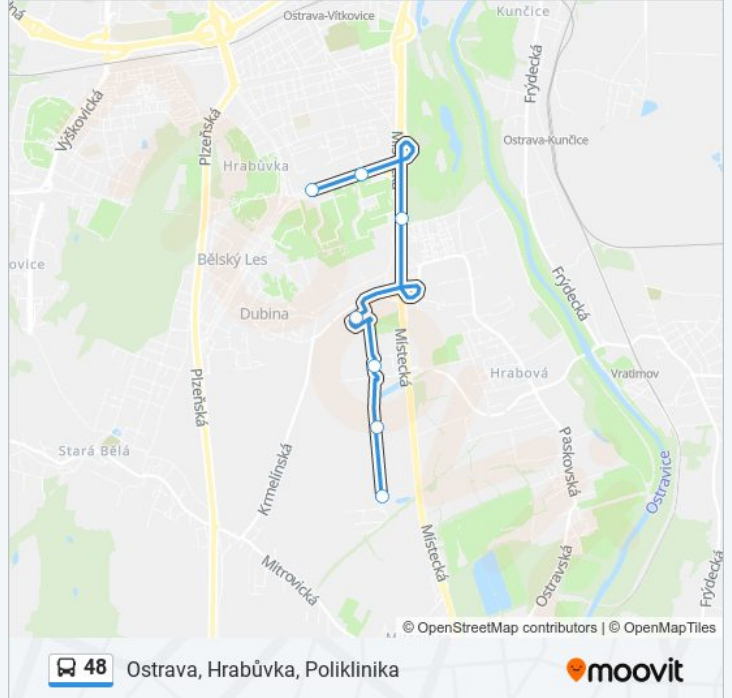 Ostrava-Vítkovice
Kunčice
Výškovická
Plzeňská
Frýdecká
Ostrava-Kunčice
Hrabůvka
ovice
Bělský Les
Frýdecká
Dubina
Místecká
Hrabová
Vratimov
Plzeňská
Stará Bělá
Krmelínská
Paskovská
Ostravice
Místecká
Mitrovická
Ostravská
Frýdecká
© OpenStreetMap contributors | © OpenMapTiles
48 Ostrava, Hrabůvka, Poliklinika
moovit